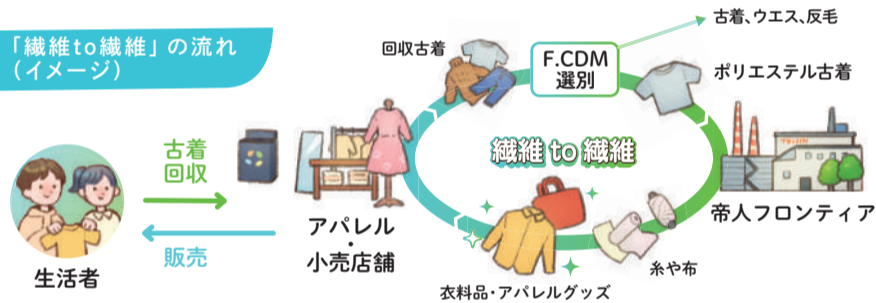 「繊維to繊維」の流れ
（イメージ）
古着、ウエス、反毛
回収古着
F.CDM
選別
ポリエステル古着
古着
回収
繊維 to 繊維
販売
生活者
アパレル
・
小売店舗
帝人フロンティア
糸や布
衣料品・アパレルグッズ